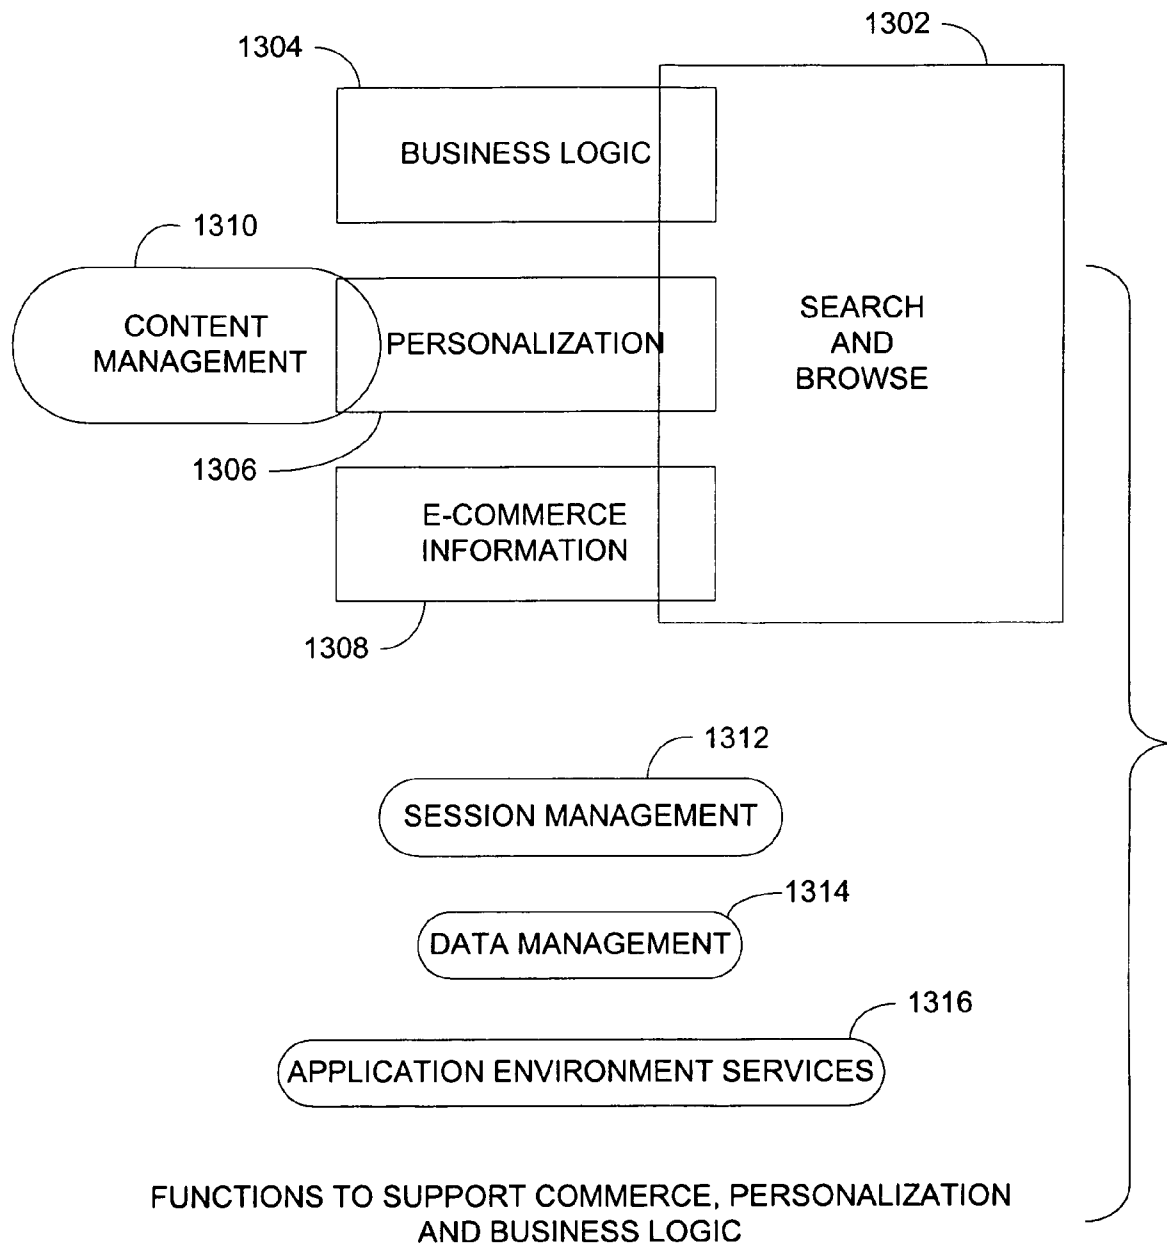 1302
1304
BUSINESS LOGIC
1310
CONTENT
MANAGEMENT
PERSONALIZATION
SEARCH
AND
BROWSE
1306
E-COMMERCE
INFORMATION
1308
1312
SESSION MANAGEMENT
1314
DATA MANAGEMENT
1316
APPLICATION ENVIRONMENT SERVICES
FUNCTIONS TO SUPPORT COMMERCE, PERSONALIZATION
AND BUSINESS LOGIC